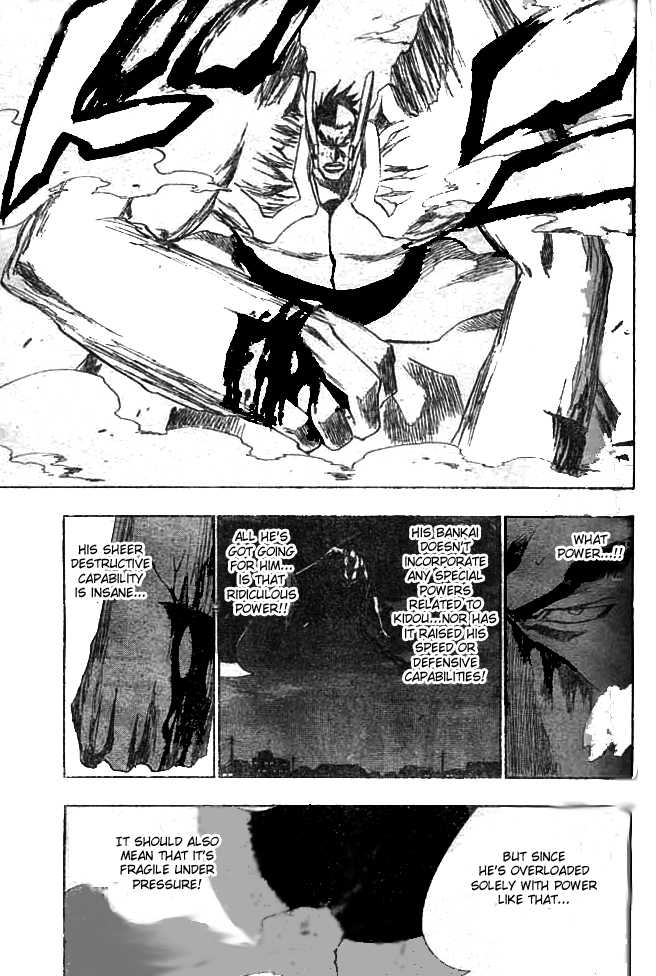 WHAT
POWER...!!
HIS BANKAI
DOESN'T
INCORPORATE
ANY SPECIAL
POWERS
RELATED TO
KIDOU...NOR HAS
IT RAISED HIS
SPEED OR
DEFENSIVE
CAPABILITIES!
ALL HE'S
GOT GOING
FOR HIM...
IS THAT
RIDICULOUS
POWER!!
HIS SHEER
DESTRUCTIVE
CAPABILITY
IS INSANE...
BUT SINCE
HE'S OVERLOADED
SOLELY WITH POWER
LIKE THAT...
IT SHOULD ALSO
MEAN THAT IT'S
FRAGILE UNDER
PRESSURE!